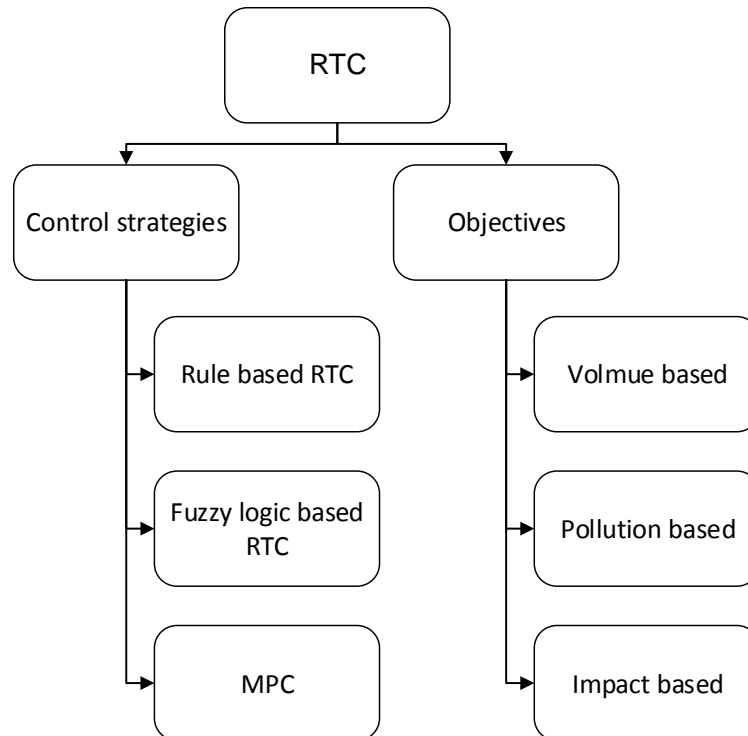 RTC
Control strategies
Objectives
Rule based RTC
Volmue based
Fuzzy logic based
RTC
Pollution based
MPC
Impact based